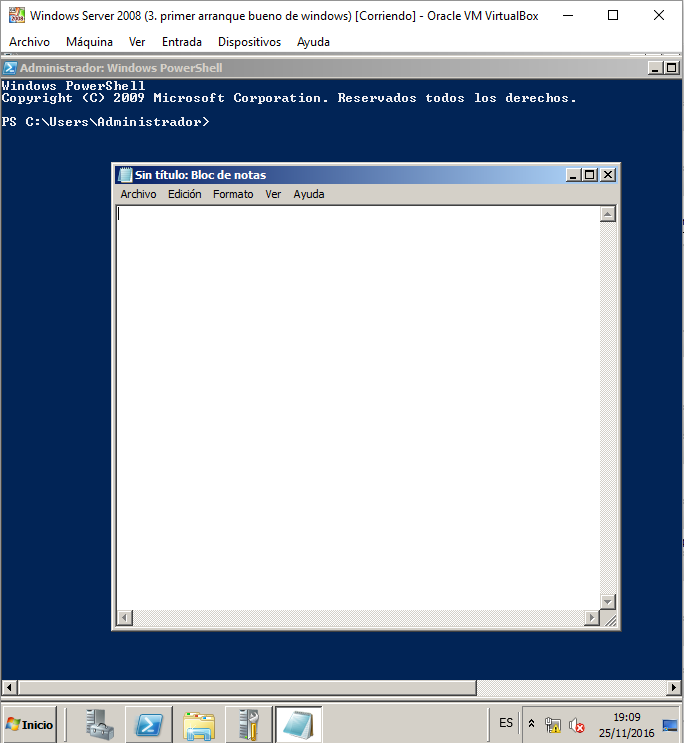 Windows Server 2008 (3. primer arranque bueno de windows) [Corriendo] - Oracle VM VirtualBox
Archivo Máquina Ver Entrada Dispositivos Ayuda
Administrador: Windows PowerShell
Windows PowerShell
Copyright (C) 2009 Microsoft Corporation. Reservados todos los derechos.
PS C:\Users\Administrador>
Sin título: Bloc de notas
Archivo Edición Formato Ver Ayuda
Inicio
ES
19:09
25/11/2016